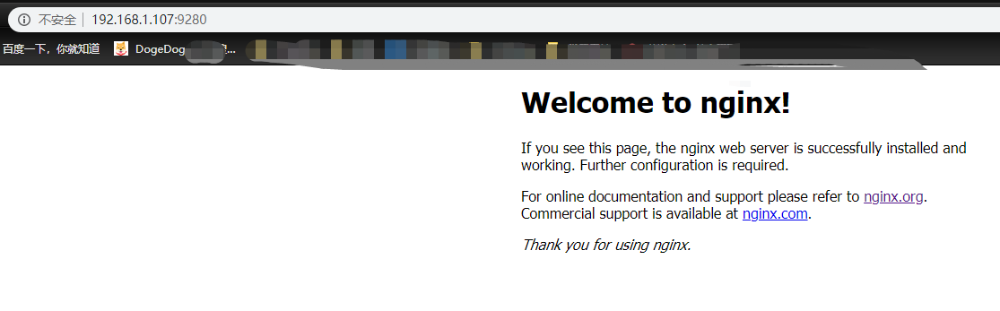 不安全 192.168.1.107:9280
百度一下，你就知道 DogeDog
Welcome to nginx!
If you see this page, the nginx web server is successfully installed and
working. Further configuration is required.
For online documentation and support please refer to nginx.org.
Commercial support is available at nginx.com.
Thank you for using nginx.